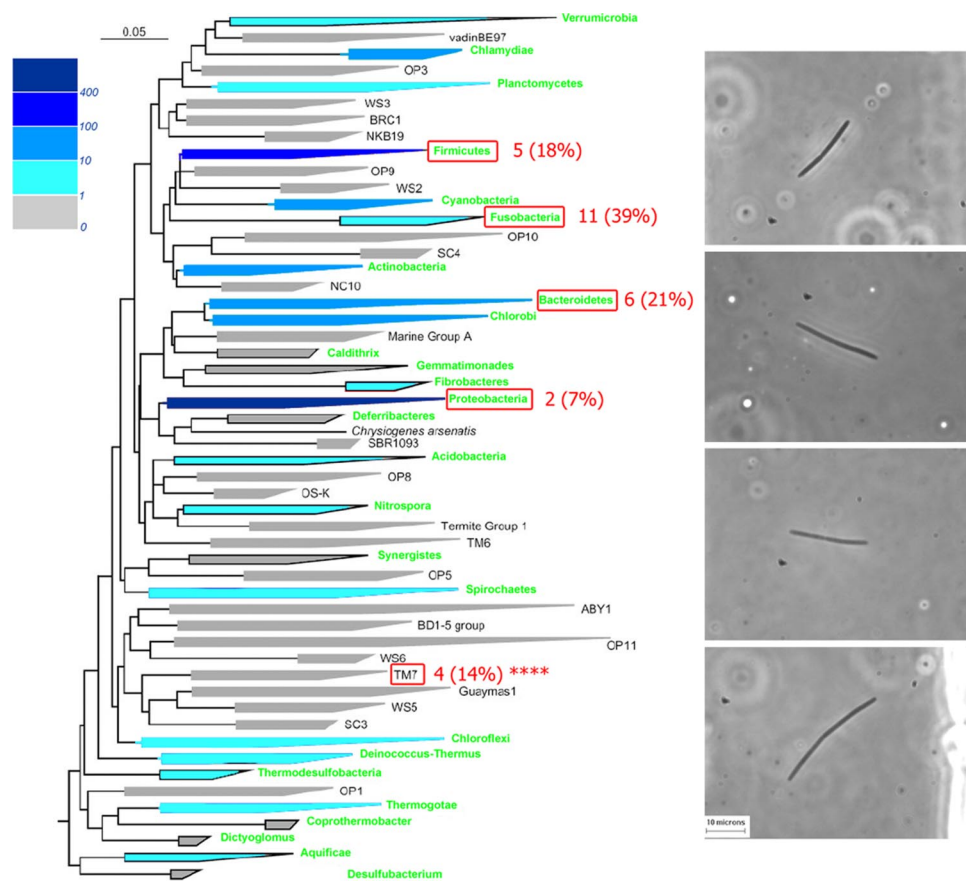 Verrumicrobia
0.05
vadinBE97
Chlamydiae
OP3
Planctomycetes
400
WS3
100
BRC1
NKB19
10
Firmicutes 5 (18%)
OP9
1
WS2
Cyanobacteria
0
Fusobacteria 11 (39%)
OP10
SC4
Actinobacteria
NC10
Bacteroidetes 6 (21%)
Chlorobi
Marine Group A
Caldithrix
Gemmatimonades
Fibrobacteres
Proteobacteria 2 (7%)
Deferribacteres
Chrysiogenes arsenatis
SBR1093
Acidobacteria
OP8
OS-K
Nitrospora
Termite Group 1
TM6
Synergistes
OP5
Spirochaetes
ABY1
BD1-5 group
OP11
WS6
TM7 4 (14%) ****
Guaymas1
WS5
SC3
Chloroflexi
Deinococcus-Thermus
Thermodesulfobacteria
OP1
Thermogotae
Coprothermobacter
Dictyoglomus
Aquificae
Desulfubacterium
10 microns